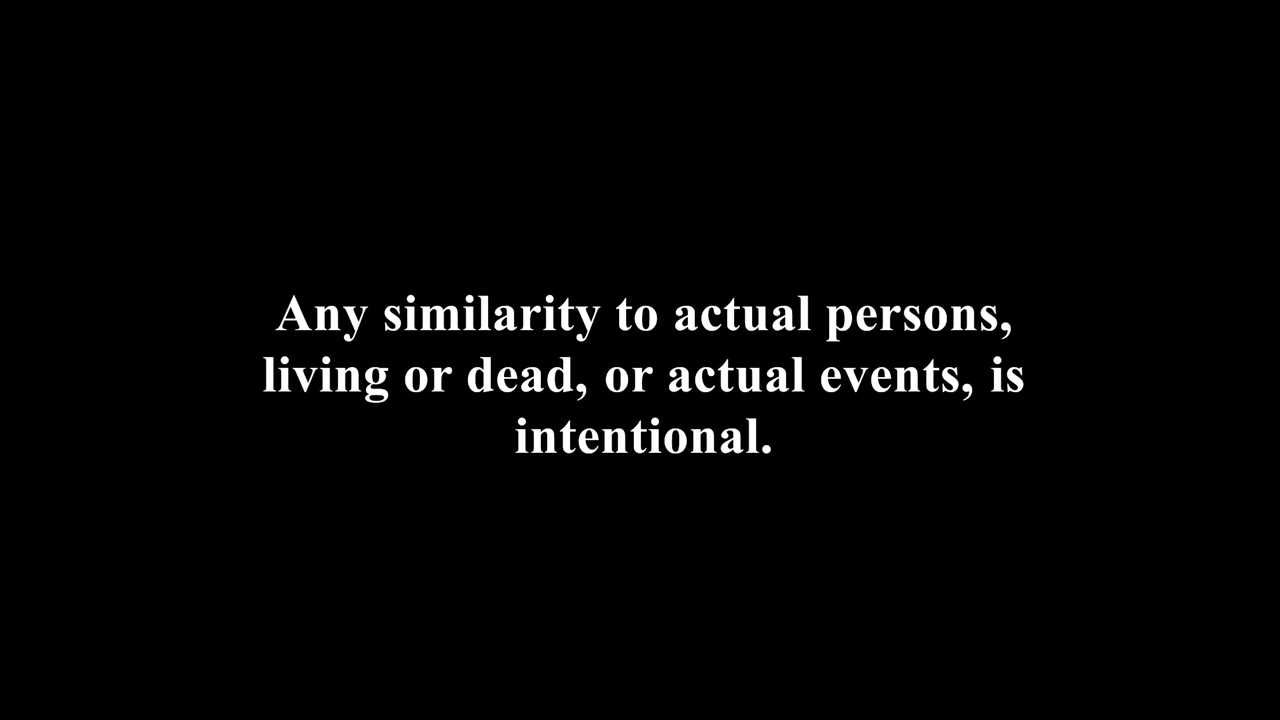 Any similarity to actual persons,
living or dead, or actual events, is
intentional.